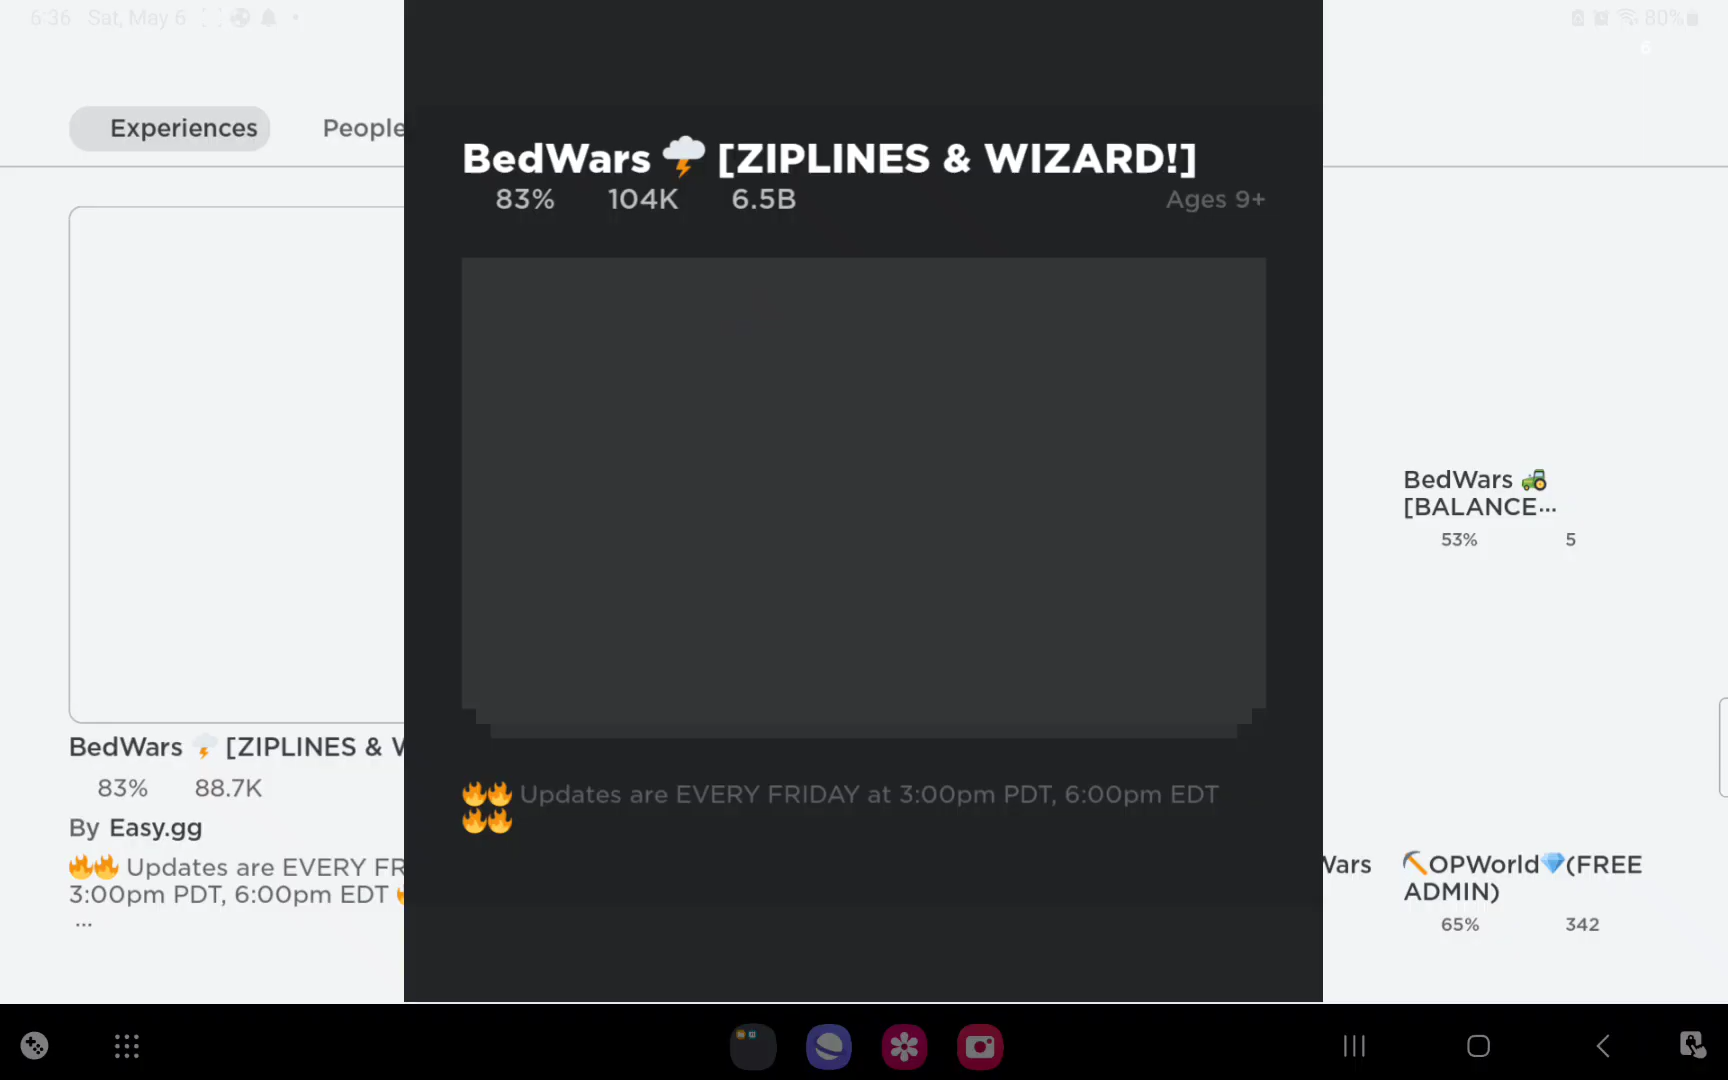 6:36 Sat, May 6
80%
6
Experiences People
BedWars 🌩️ [ZIPLINES & WIZARD!]
83% 104K 6.5B Ages 9+
🔥🔥 Updates are EVERY FRIDAY at 3:00pm PDT, 6:00pm EDT
🔥🔥
BedWars 🌩️ [ZIPLINES & W
83% 88.7K
By Easy.gg
🔥🔥 Updates are EVERY FR
3:00pm PDT, 6:00pm EDT
...
BedWars 🚜
[BALANCE...
53% 5
Wars
⛏️OPWorld💎(FREE
ADMIN)
65% 342